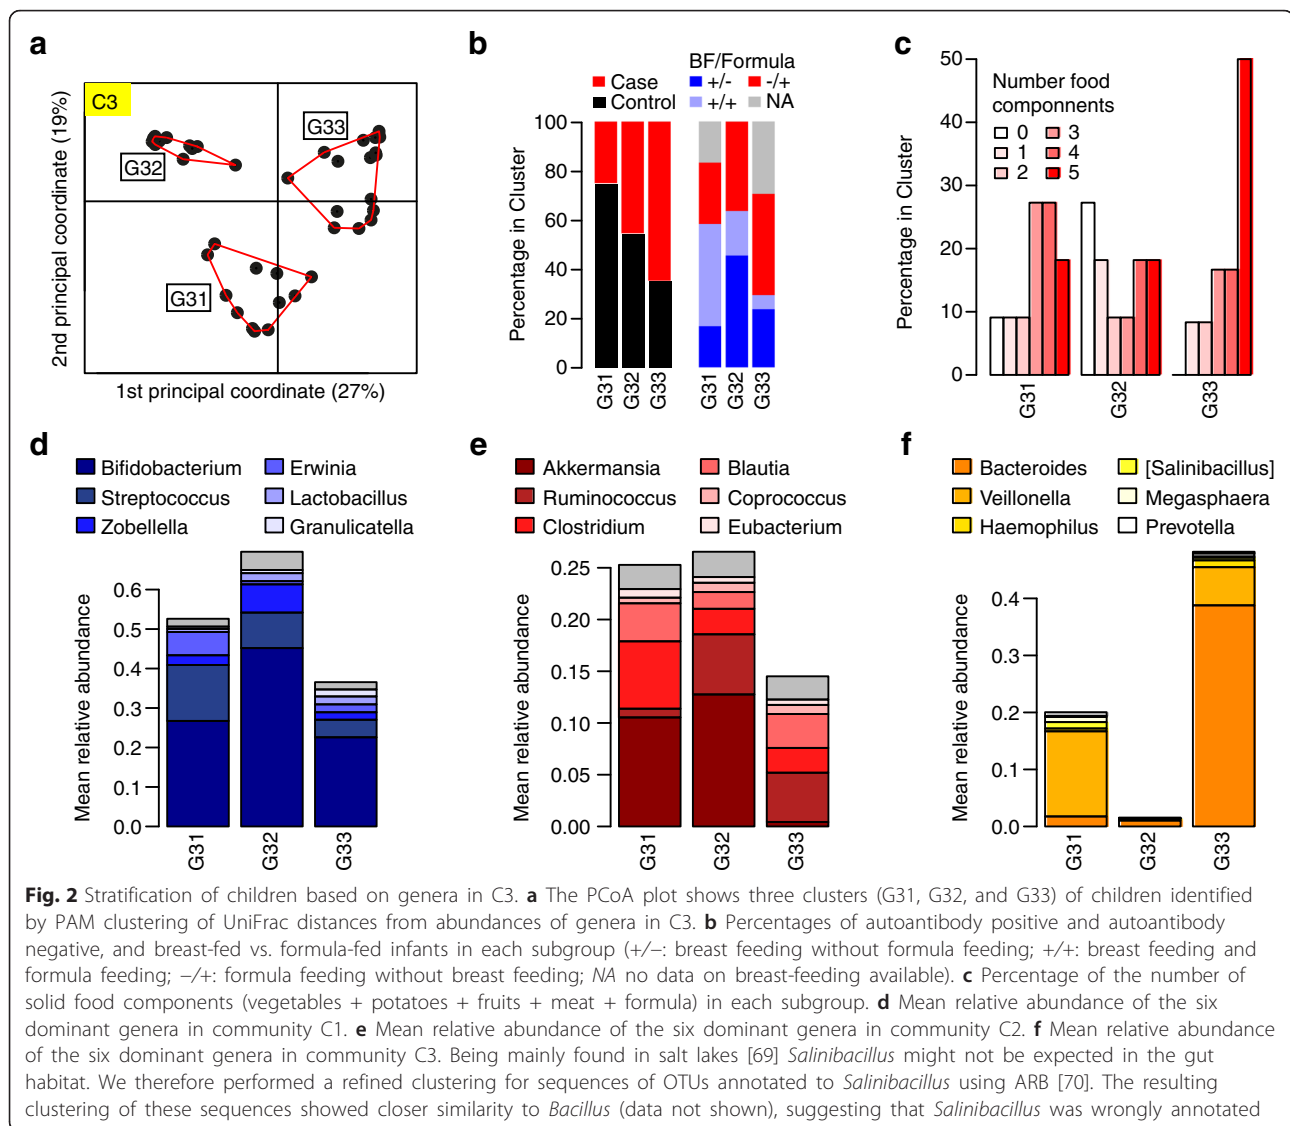 a
C3
G32
G33
G31
2nd principal coordinate (19%)
1st principal coordinate (27%)
b
BF/Formula
Case
Control
+/-
-/+
+/+
NA
Percentage in Cluster
100
80
60
40
20
0
G31
G32
G33
G31
G32
G33
c
Number food
componnents
0
3
1
4
2
5
Percentage in Cluster
50
40
30
20
10
0
G31
G32
G33
d
Bifidobacterium
Erwinia
Streptococcus
Lactobacillus
Zobellella
Granulicatella
Mean relative abundance
0.6
0.5
0.4
0.3
0.2
0.1
0.0
G31
G32
G33
e
Akkermansia
Blautia
Ruminococcus
Coprococcus
Clostridium
Eubacterium
Mean relative abundance
0.25
0.20
0.15
0.10
0.05
0.00
G31
G32
G33
f
Bacteroides
[Salinibacillus]
Veillonella
Megasphaera
Haemophilus
Prevotella
Mean relative abundance
0.4
0.2
0.0
G31
G32
G33
Fig. 2 Stratification of children based on genera in C3. a The PCoA plot shows three clusters (G31, G32, and G33) of children identified
by PAM clustering of UniFrac distances from abundances of genera in C3. b Percentages of autoantibody positive and autoantibody
negative, and breast-fed vs. formula-fed infants in each subgroup (+/−: breast feeding without formula feeding; +/+: breast feeding and
formula feeding; −/+: formula feeding without breast feeding; NA no data on breast-feeding available). c Percentage of the number of
solid food components (vegetables + potatoes + fruits + meat + formula) in each subgroup. d Mean relative abundance of the six
dominant genera in community C1. e Mean relative abundance of the six dominant genera in community C2. f Mean relative abundance
of the six dominant genera in community C3. Being mainly found in salt lakes [69] Salinibacillus might not be expected in the gut
habitat. We therefore performed a refined clustering for sequences of OTUs annotated to Salinibacillus using ARB [70]. The resulting
clustering of these sequences showed closer similarity to Bacillus (data not shown), suggesting that Salinibacillus was wrongly annotated